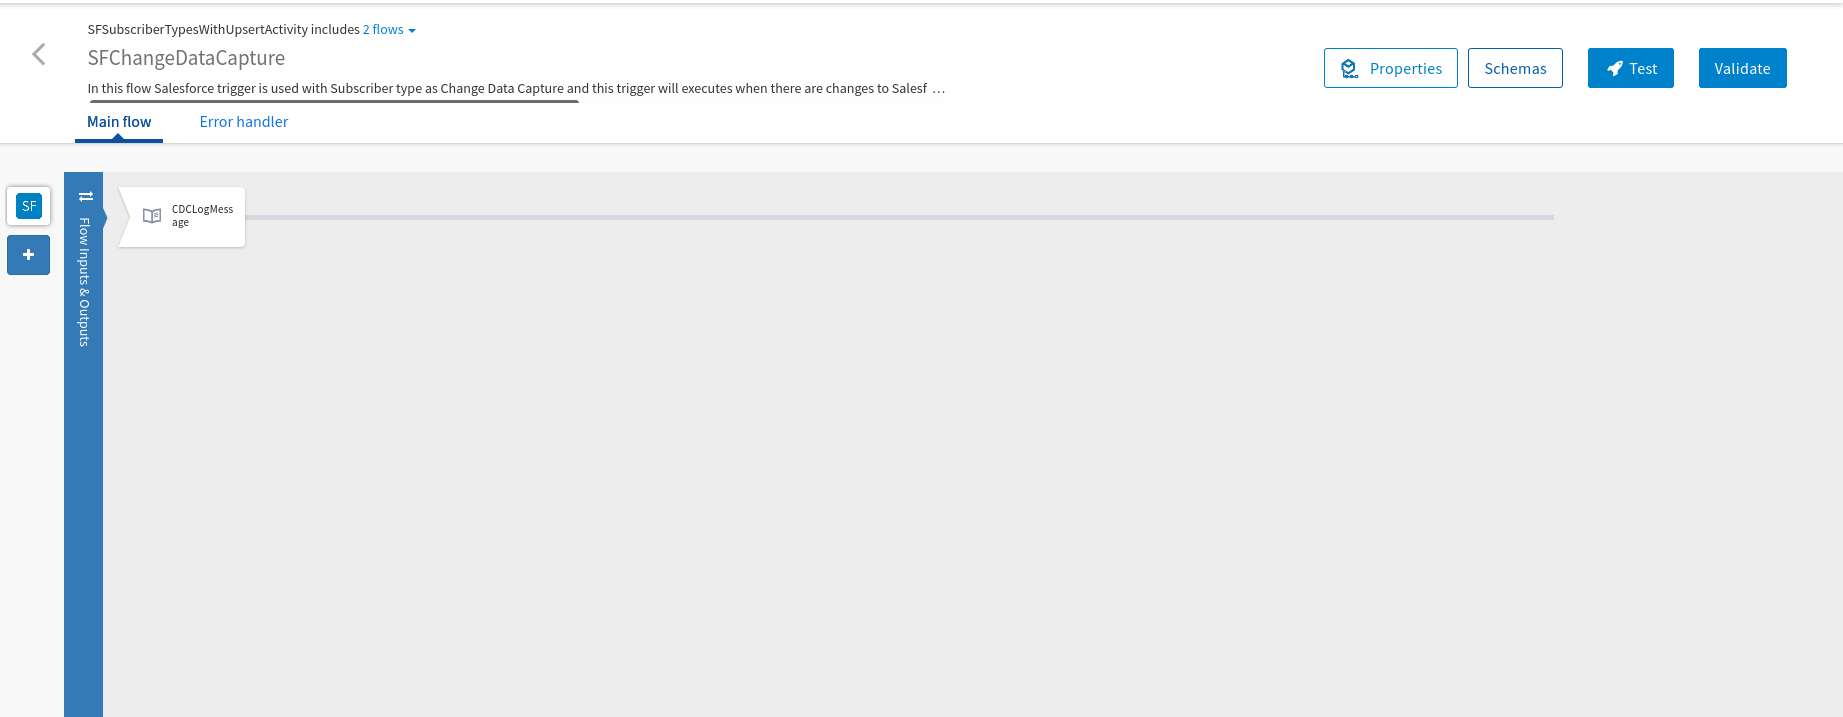 SFSubscriberTypesWithUpsertActivity includes 2 flows
SFChangeDataCapture
In this flow Salesforce trigger is used with Subscriber type as Change Data Capture and this trigger will executes when there are changes to Salesf ...
Properties
Schemas
Test
Validate
Main flow
Error handler
SF
Flow Inputs & Outputs
CDCLogMess
age